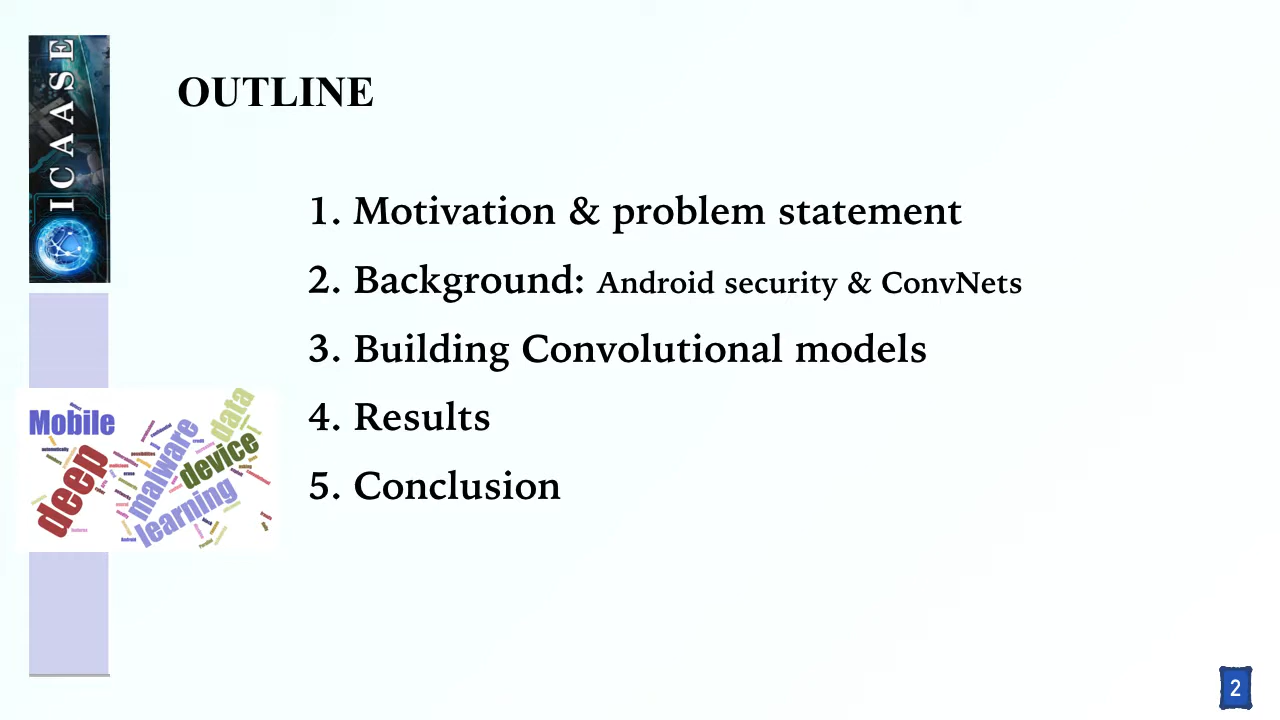 ICAASE
OUTLINE
1. Motivation & problem statement
2. Background: Android security & ConvNets
3. Building Convolutional models
4. Results
5. Conclusion
Mobile
deep
malware
data
device
learning
2